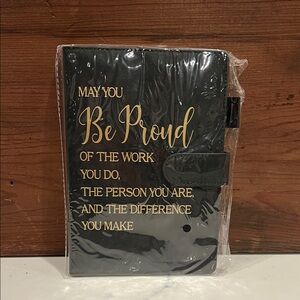 MAY YOU
Be Proud
OF THE WORK
YOU DO,
THE PERSON YOU ARE,
AND THE DIFFERENCE
YOU MAKE